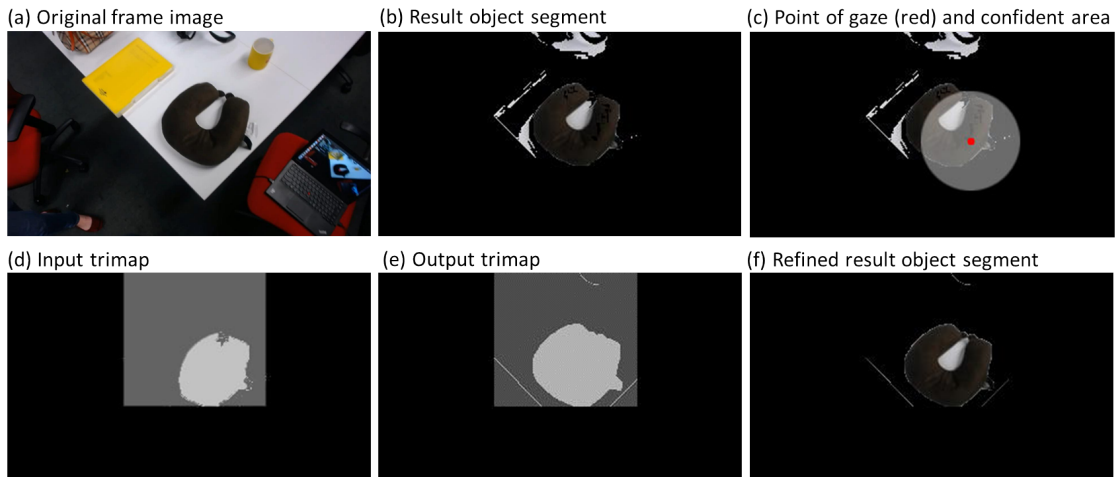 (a) Original frame image
(b) Result object segment
(c) Point of gaze (red) and confident area
(d) Input trimap
(e) Output trimap
(f) Refined result object segment